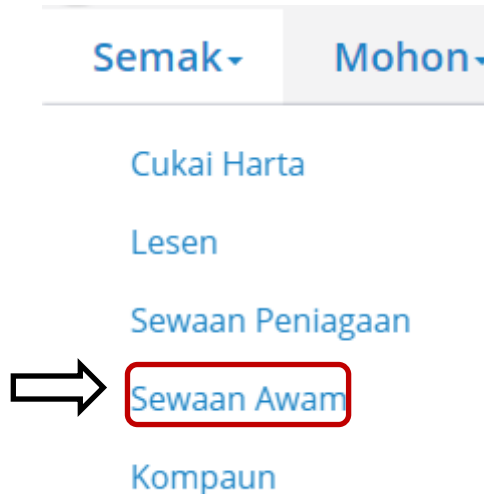 Semak Mohon
Cukai Harta
Lesen
Sewaan Peniagaan
Sewaan Awam
Kompaun